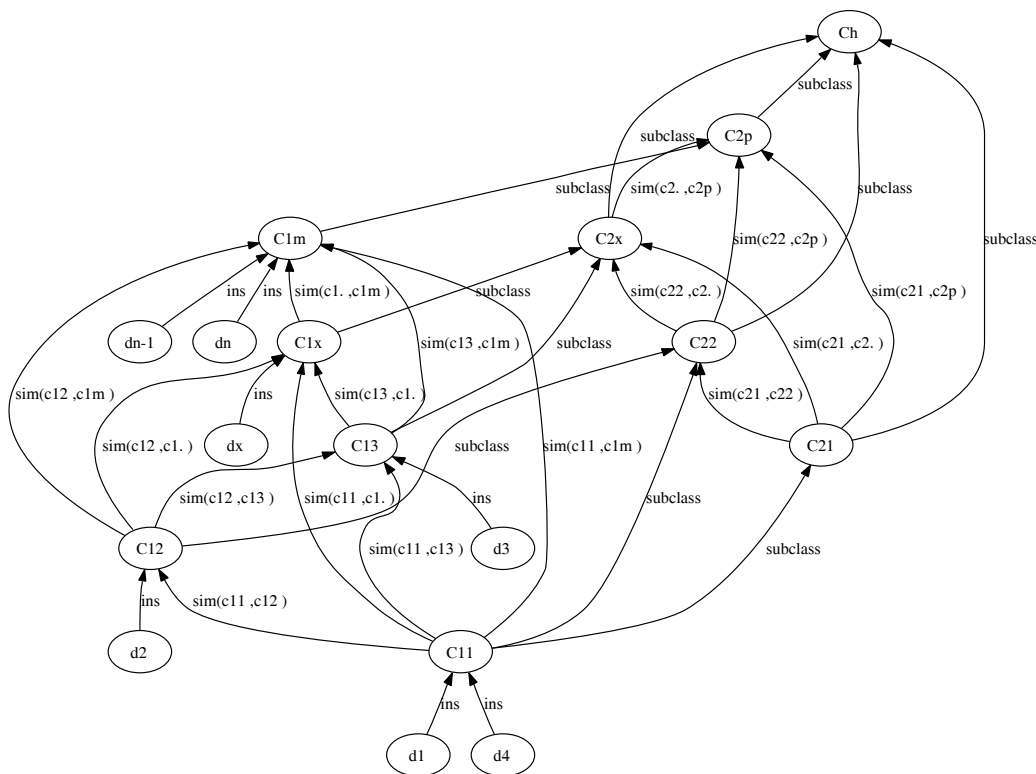 Ch
subclass
C2p
subclass
subclass
sim(c2. ,c2p )
subclass
C1m
C2x
sim(c22 ,c2p )
subclass
ins
ins
sim(c1. ,c1m )
subclass
sim(c22 ,c2. )
sim(c21 ,c2p )
dn-1
dn
C1x
sim(c13 ,c1m )
subclass
C22
sim(c21 ,c2. )
sim(c12 ,c1m )
ins
sim(c13 ,c1. )
sim(c21 ,c22 )
sim(c12 ,c1. )
dx
C13
subclass
sim(c11 ,c1m )
C21
sim(c12 ,c13 )
sim(c11 ,c1. )
ins
subclass
C12
sim(c11 ,c13 )
d3
subclass
ins
sim(c11 ,c12 )
d2
C11
ins
ins
d1
d4